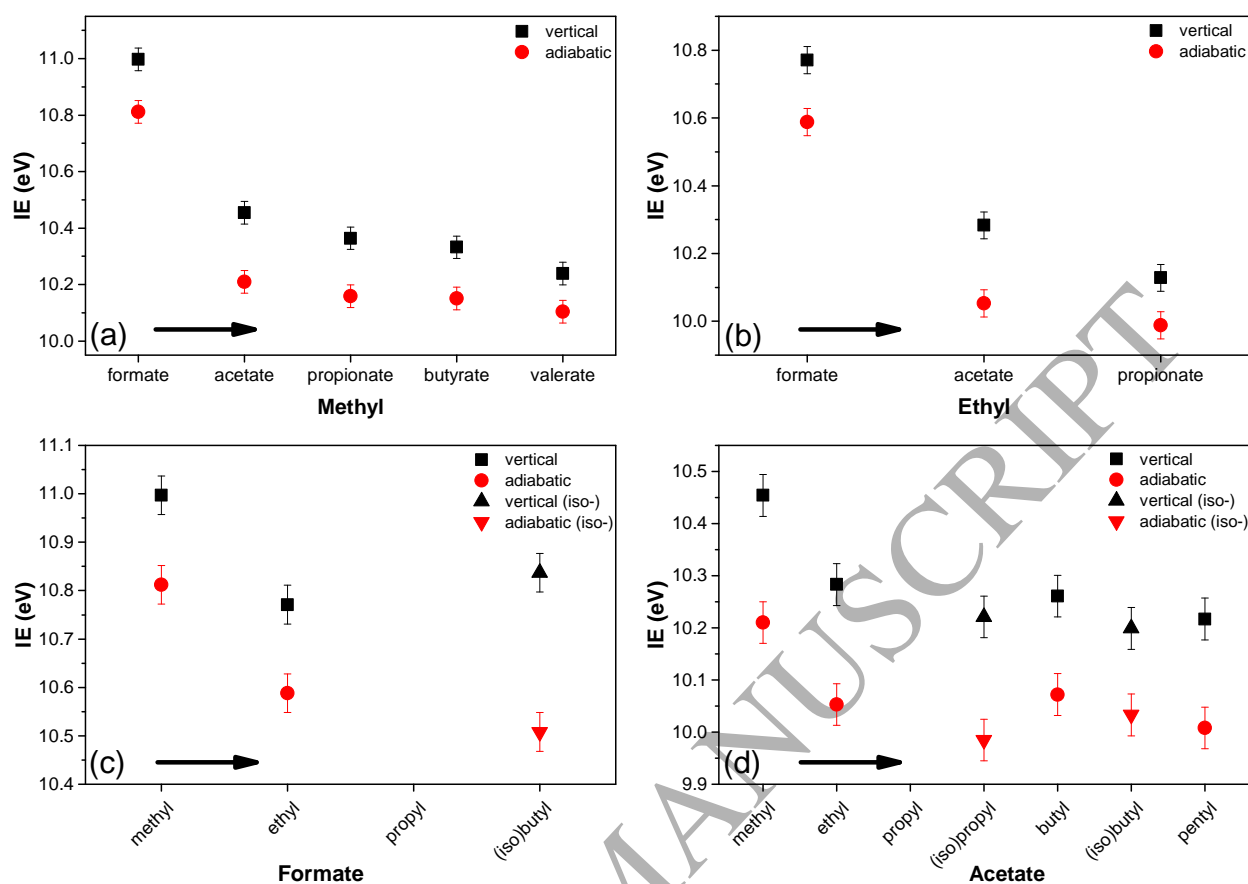 vertical
adiabatic
11.0
10.8
10.6
10.4
10.2
10.0
IE (eV)
(a)
formate acetate propionate butyrate valerate
Methyl
vertical
adiabatic
10.8
10.6
10.4
10.2
10.0
IE (eV)
(b)
formate acetate propionate
Ethyl
vertical
adiabatic
vertical (iso-)
adiabatic (iso-)
11.1
11.0
10.9
10.8
10.7
10.6
10.5
10.4
IE (eV)
(c)
methyl ethyl propyl (iso)butyl
Formate
vertical
adiabatic
vertical (iso-)
adiabatic (iso-)
10.5
10.4
10.3
10.2
10.1
10.0
9.9
IE (eV)
(d)
methyl ethyl propyl (iso)propyl butyl (iso)butyl pentyl
Acetate
MANUSCRIPT